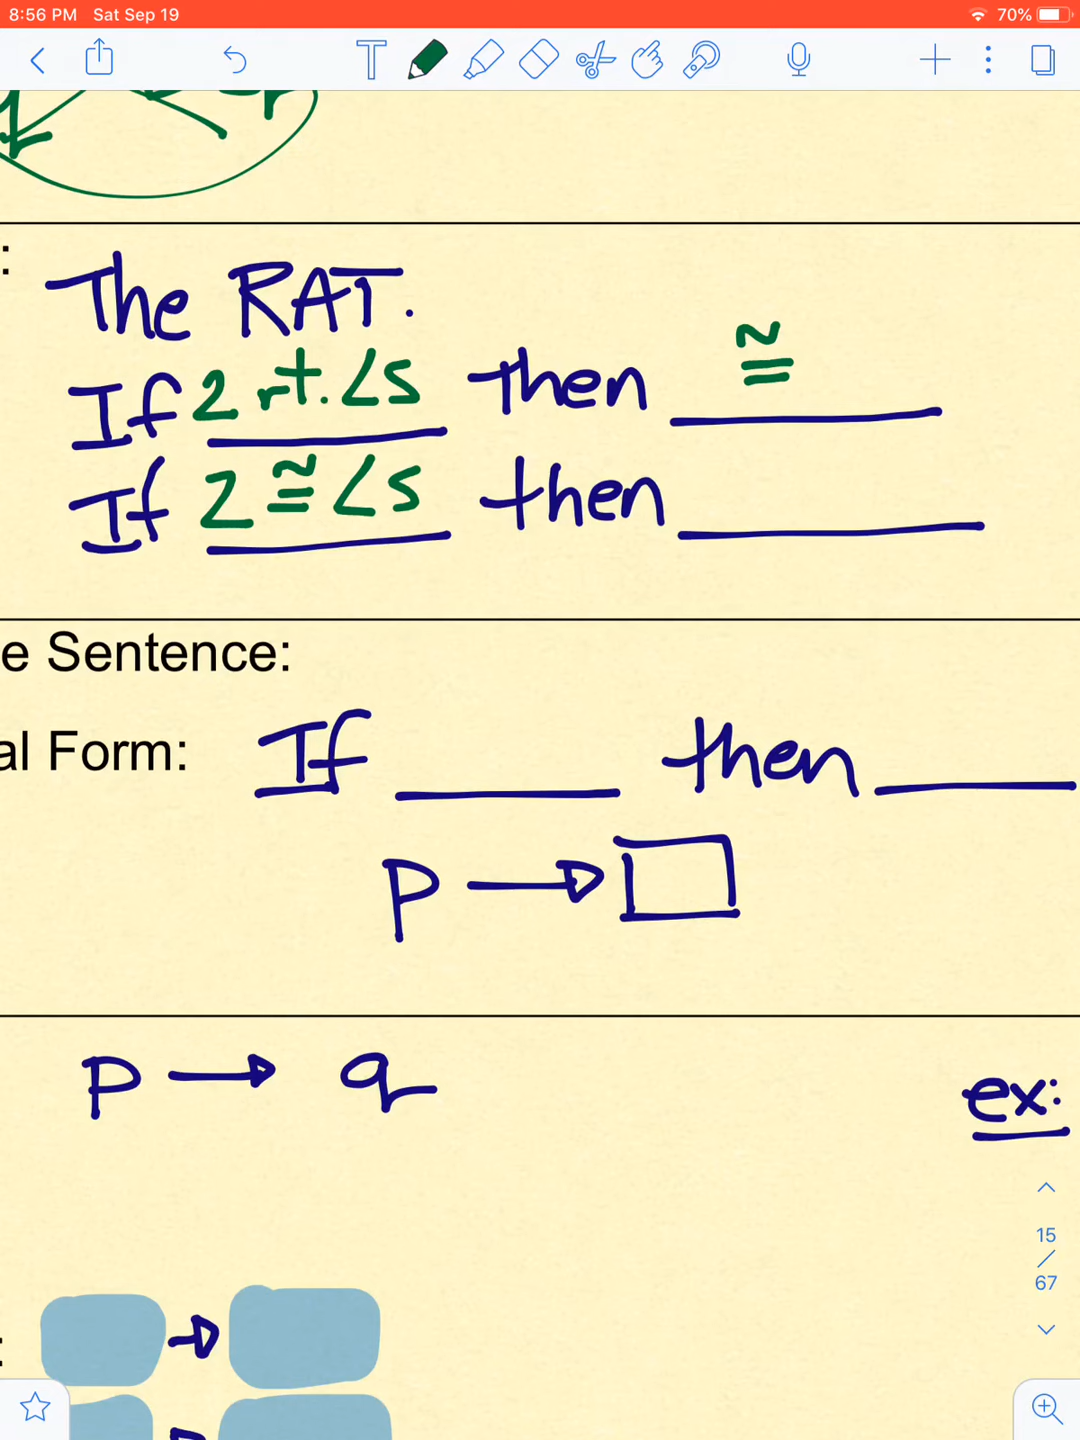 8:56 PM Sat Sep 19 70%
T
:
The RAT.
If 2 rt. ∠s then ≅
If 2 ≅ ∠s then
e Sentence:
al Form: If then
p → □
p → q
ex:
15
/
67
: